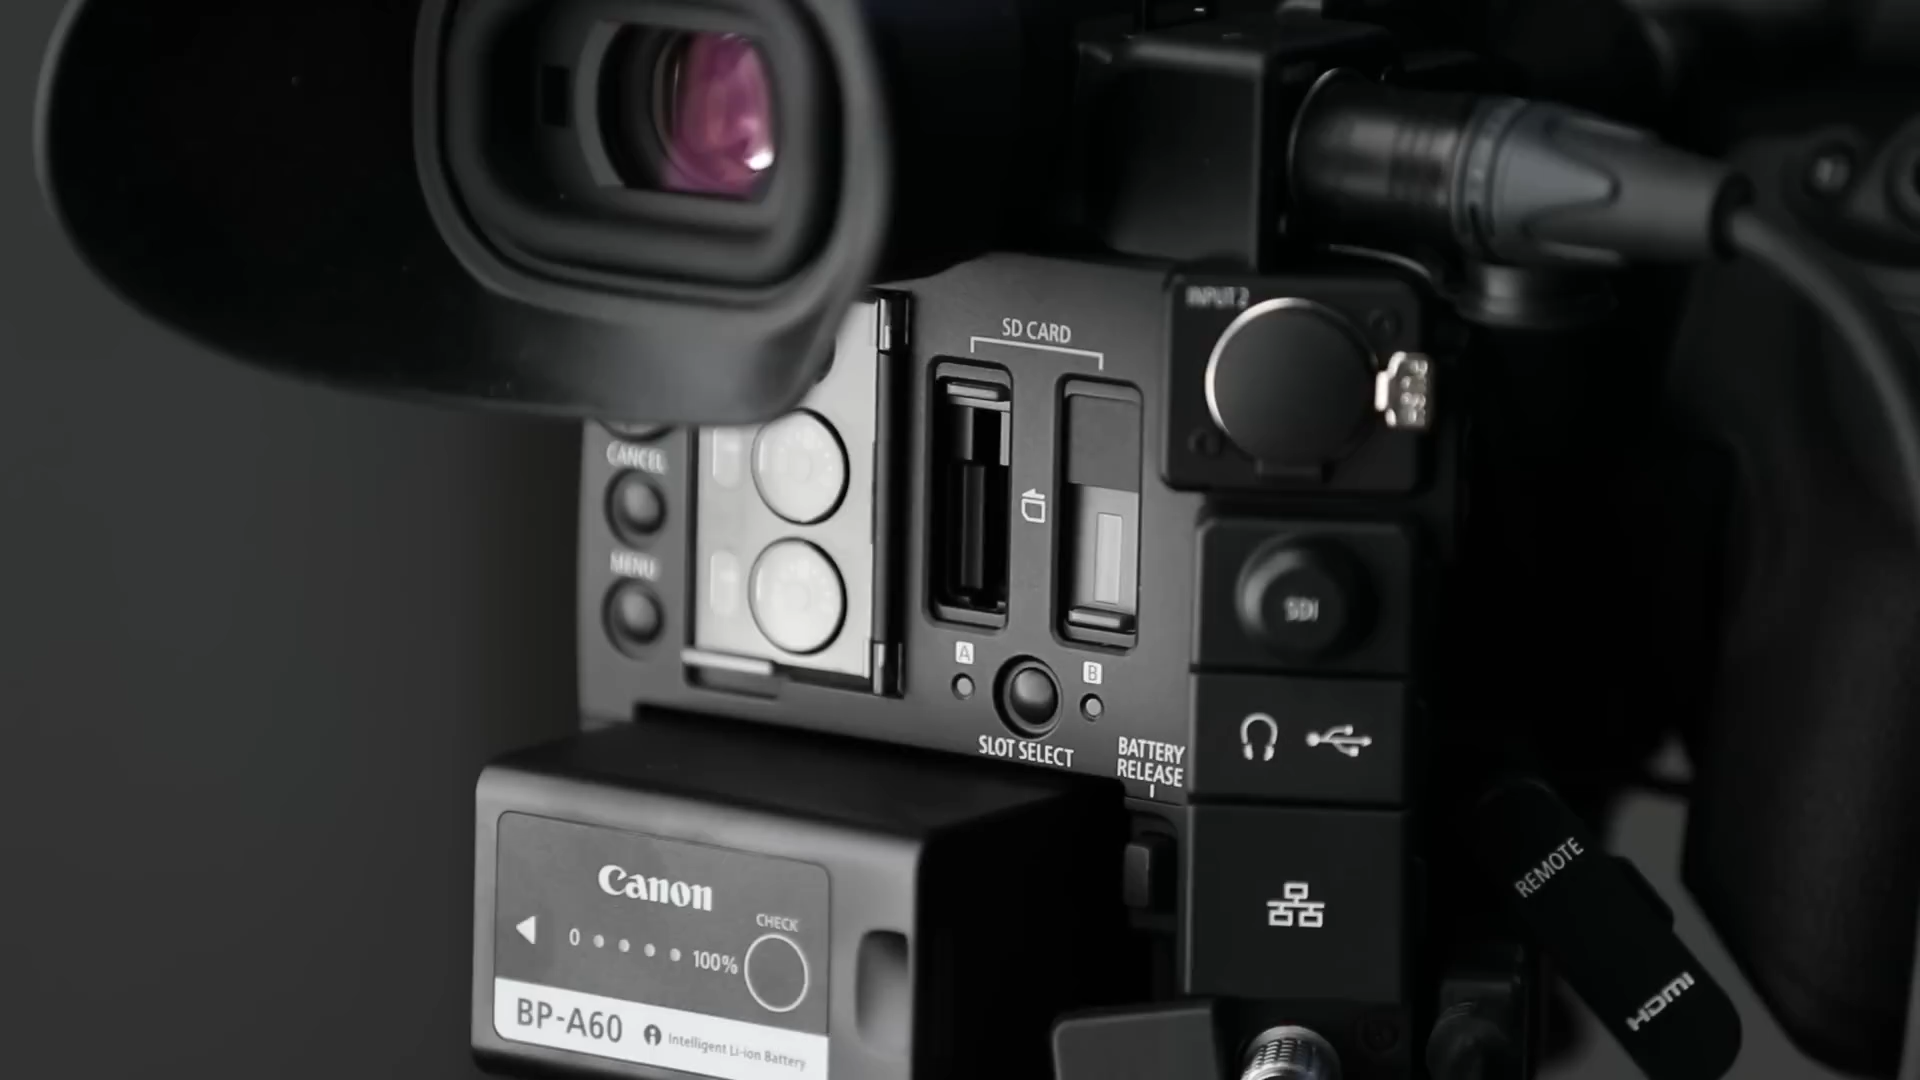 SD CARD
INPUT 2
CANCEL
MENU
A
B
SLOT SELECT
BATTERY
RELEASE
SDI
Canon
CHECK
0 100%
BP-A60
Intelligent Li-ion Battery
REMOTE
HDMI